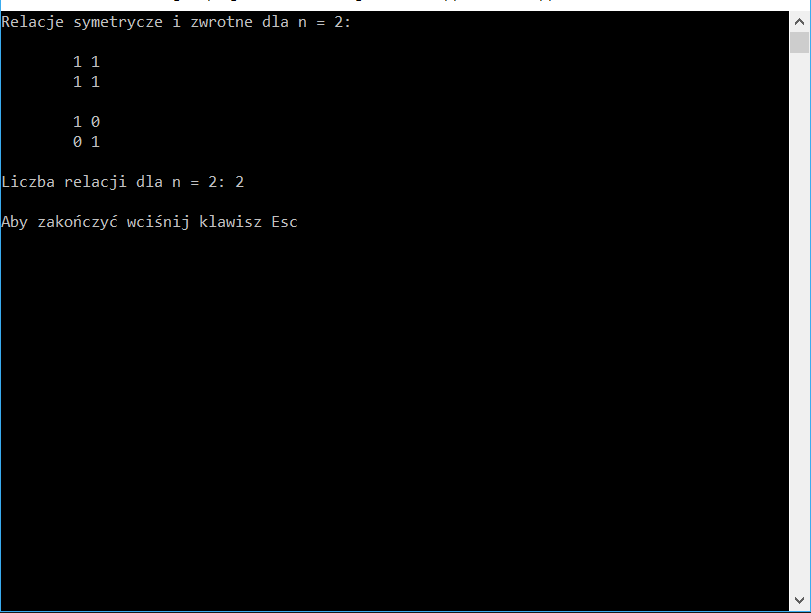 Relacje symetrycze i zwrotne dla n = 2:
1 1
1 1
1 0
0 1
Liczba relacji dla n = 2: 2
Aby zakończyć wciśnij klawisz Esc